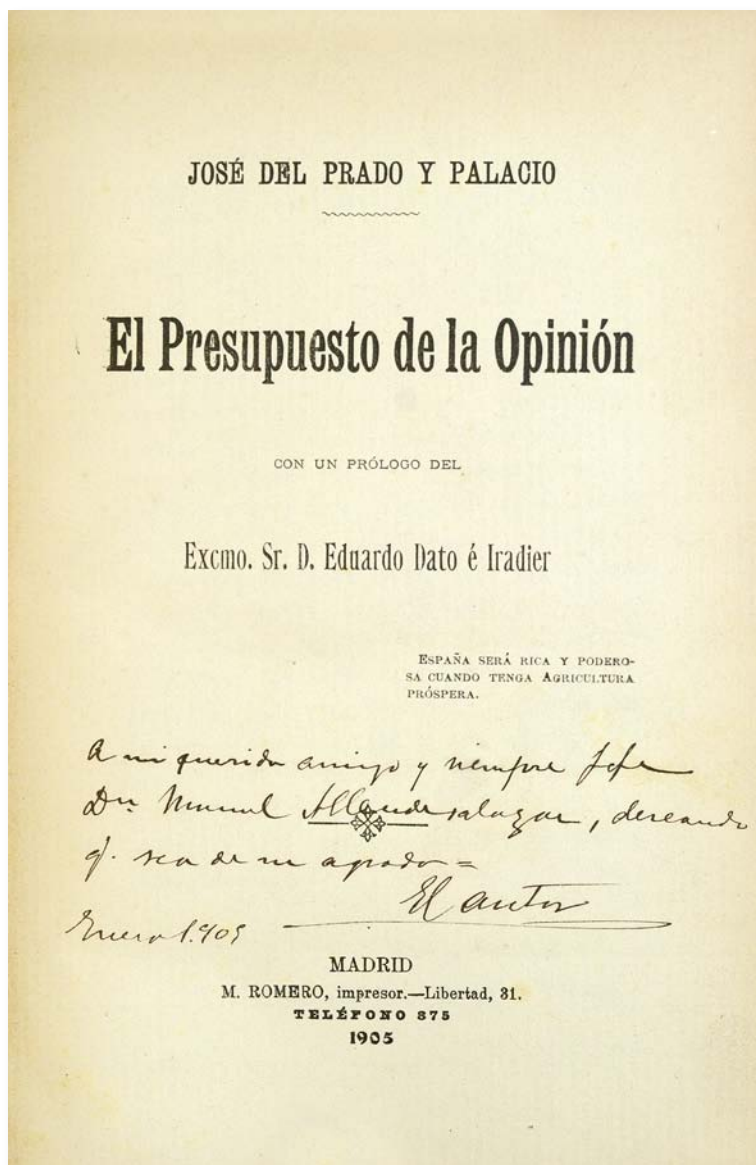 JOSÉ DEL PRADO Y PALACIO
El Presupuesto de la Opinión
CON UN PRÓLOGO DEL
Excmo. Sr. D. Eduardo Dato é Iradier
ESPAÑA SERÁ RICA Y PODERO-
SA CUANDO TENGA AGRICULTURA
PRÓSPERA.
A mi querido amigo y siempre Jefe
Dn. Manuel Allendesalazar, deseando
q. sea de su agrado =
El autor
Enero 1.905
MADRID
M. ROMERO, impresor.—Libertad, 31.
TELÉFONO 875
1905